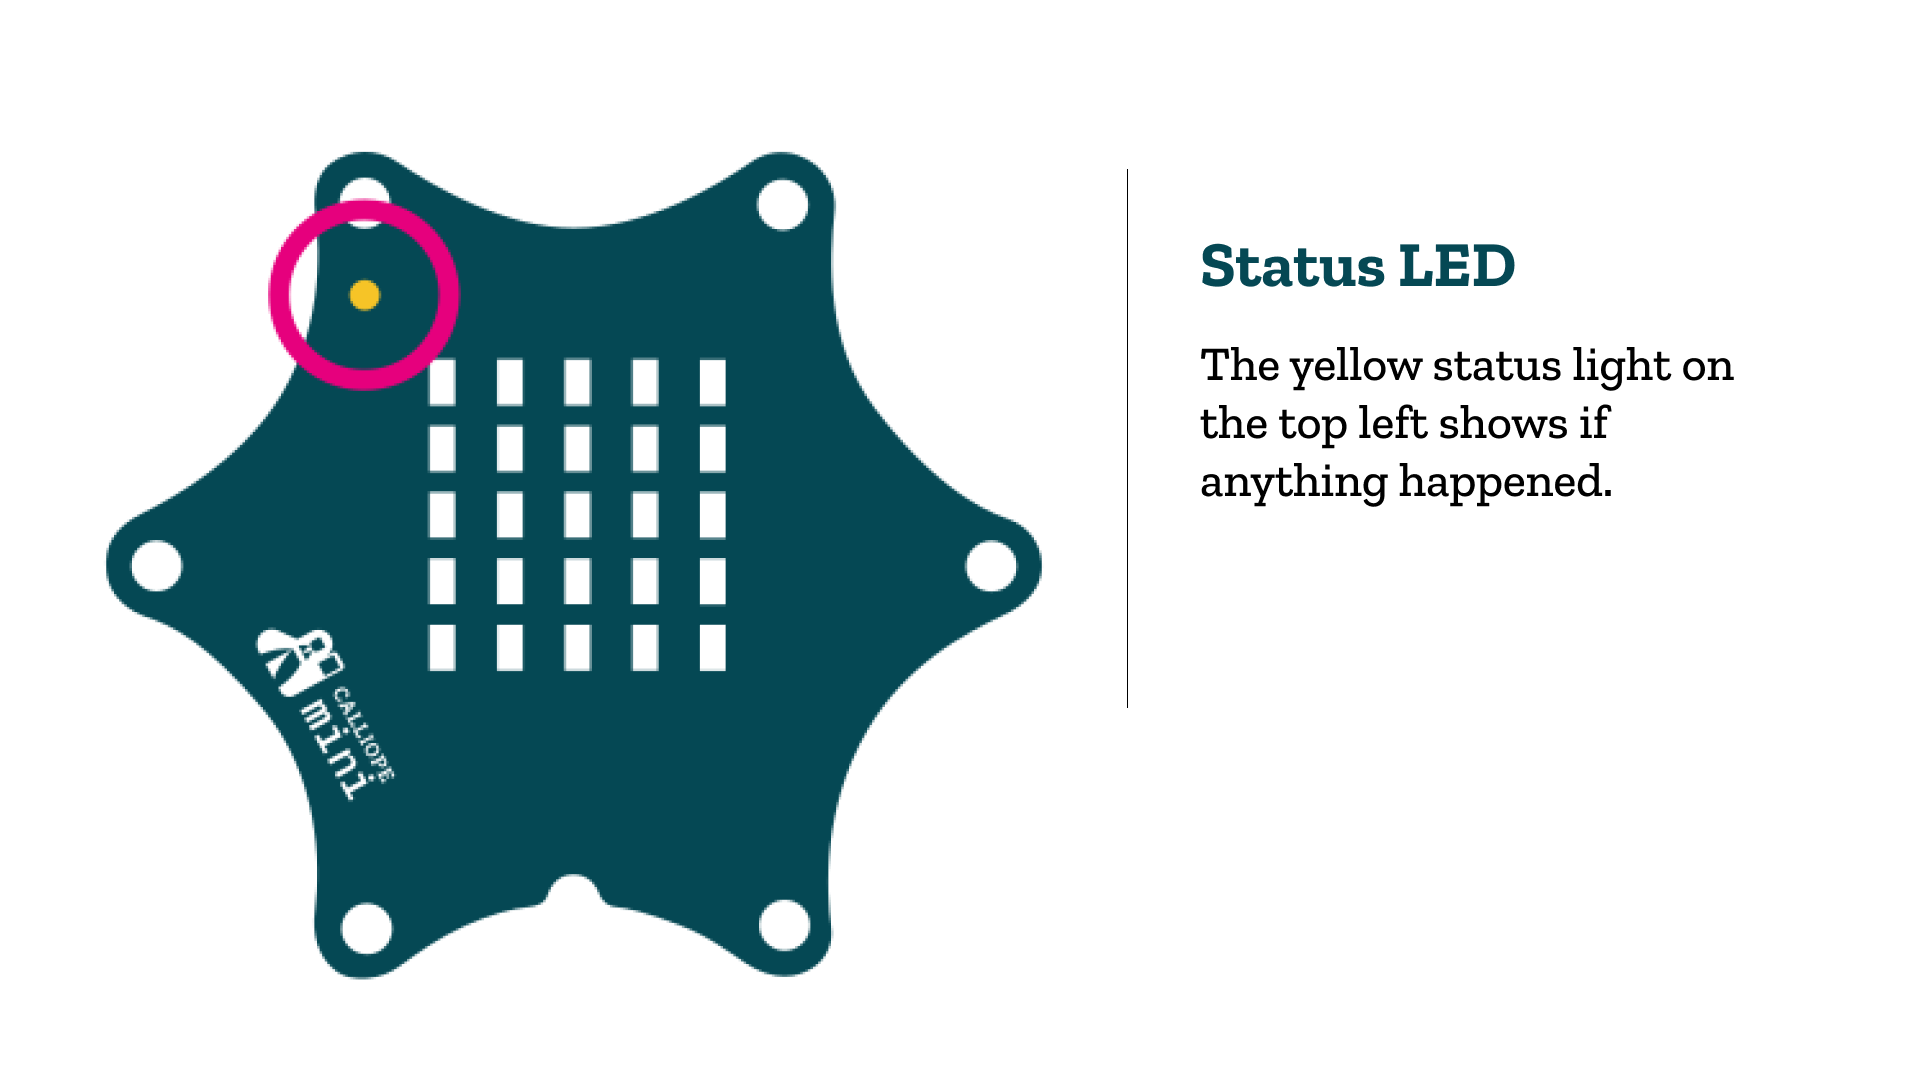 CALLIOPE
mini
Status LED
The yellow status light on
the top left shows if
anything happened.